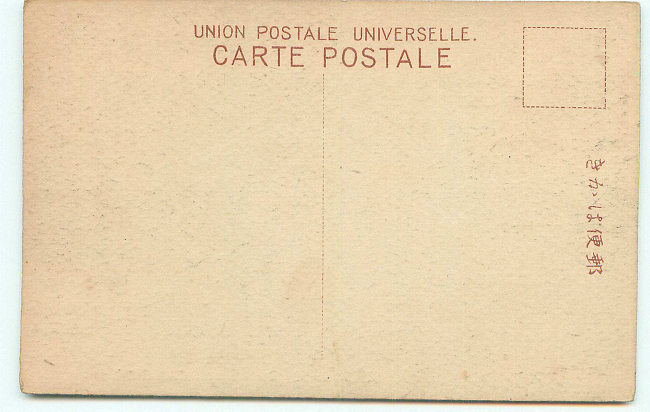 UNION POSTALE UNIVERSELLE.
CARTE POSTALE
郵便はかき